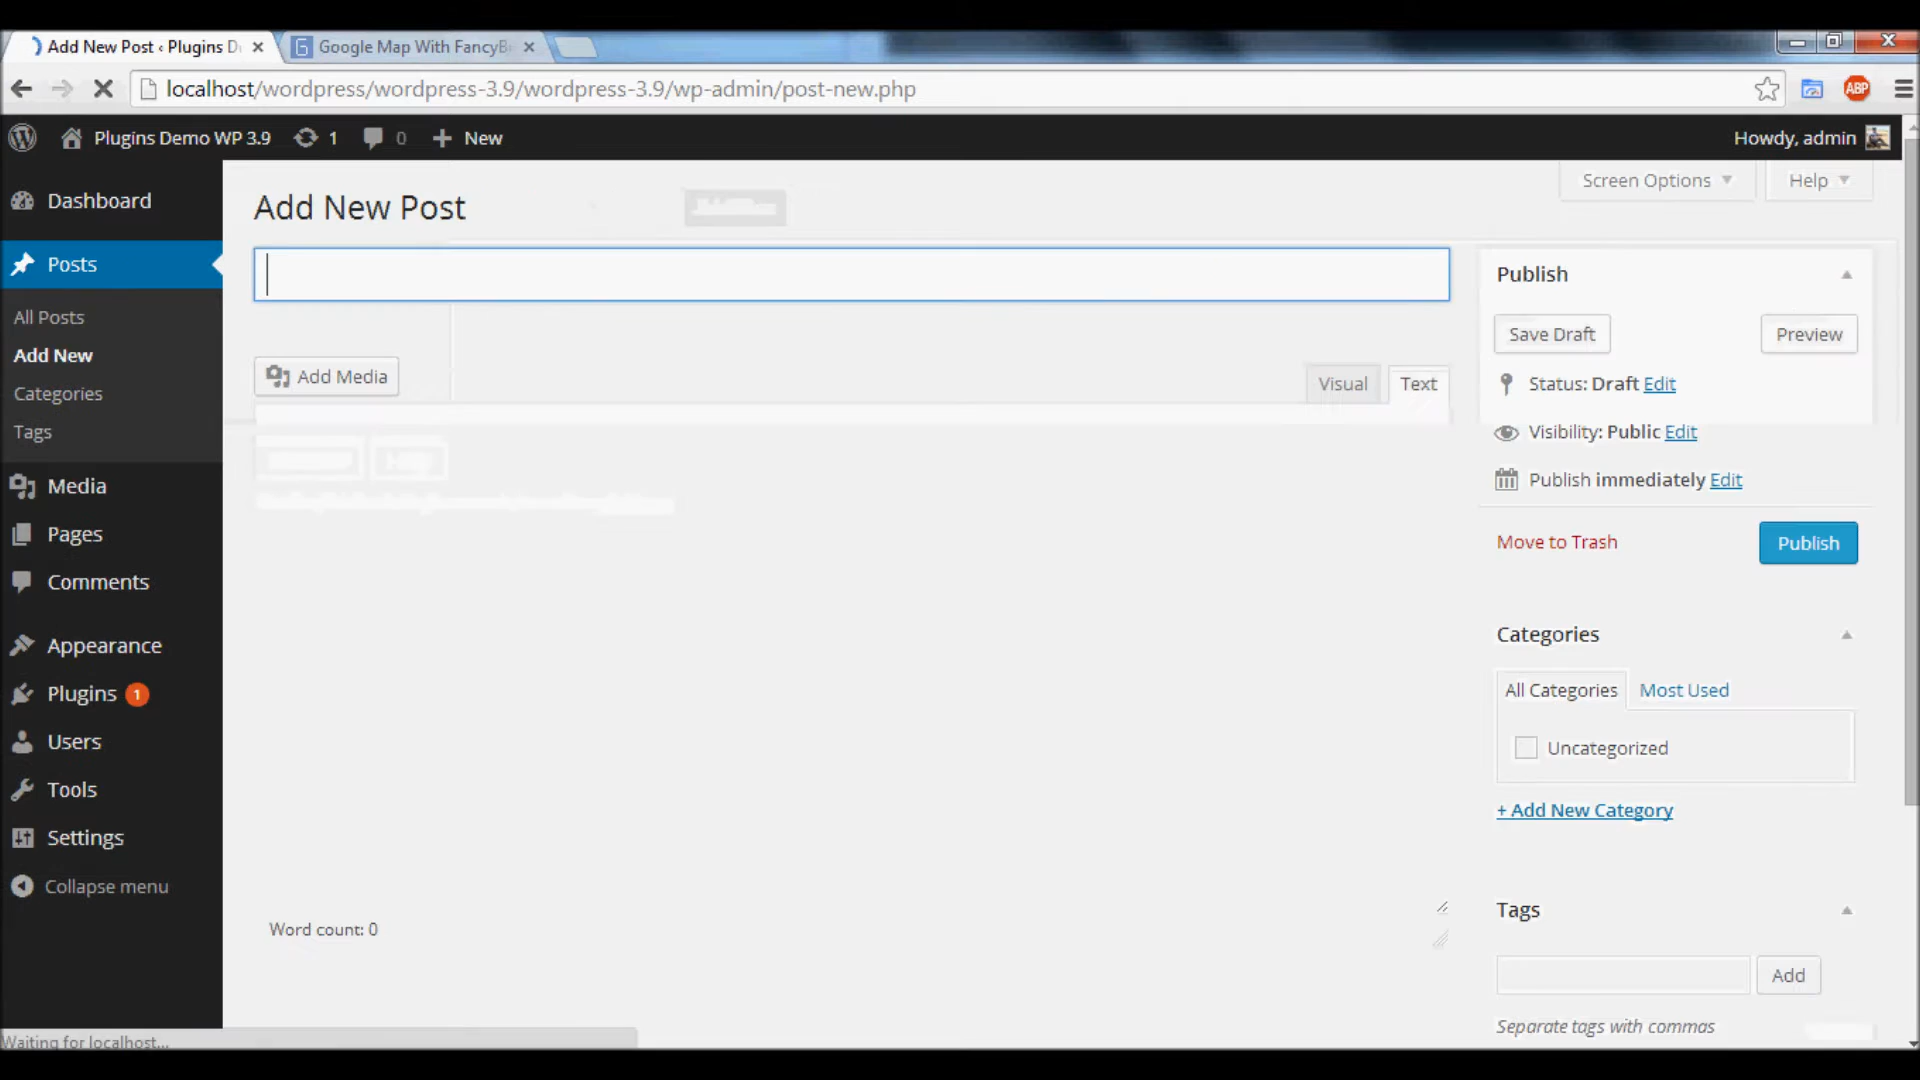 Add New Post ‹ Plugins D
Google Map With FancyB
localhost/wordpress/wordpress-3.9/wordpress-3.9/wp-admin/post-new.php
ABP
Plugins Demo WP 3.9
1
0
New
Howdy, admin
Screen Options
Help
Dashboard
Posts
All Posts
Add New
Categories
Tags
Media
Pages
Comments
Appearance
Plugins 1
Users
Tools
Settings
Collapse menu
Add New Post
Add Media
Visual
Text
Word count: 0
Publish
Save Draft
Preview
Status: Draft Edit
Visibility: Public Edit
Publish immediately Edit
Move to Trash
Publish
Categories
All Categories
Most Used
Uncategorized
+ Add New Category
Tags
Add
Separate tags with commas
Waiting for localhost...